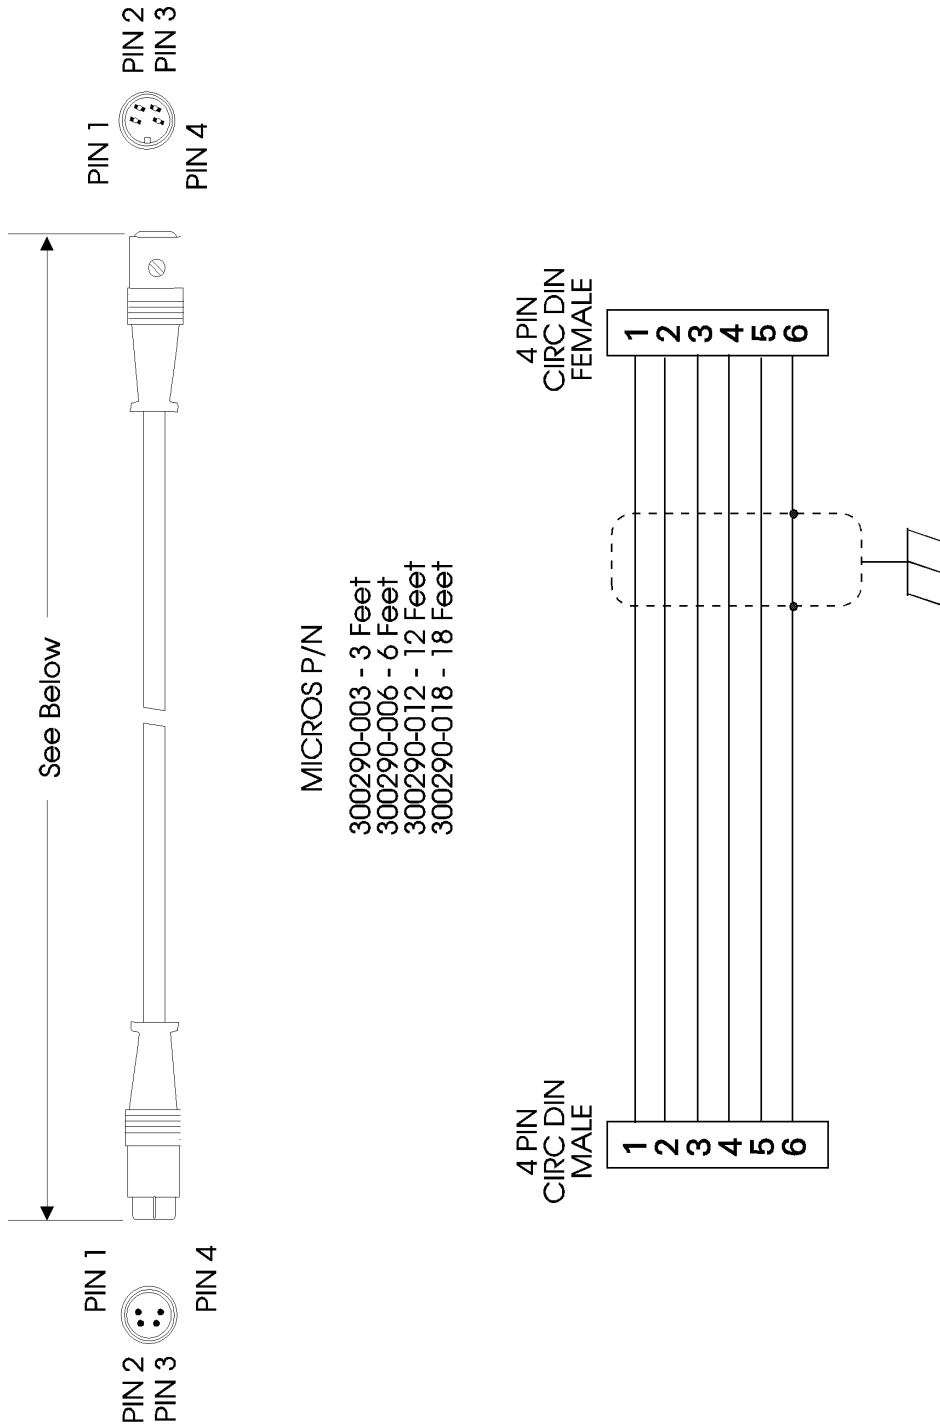 PIN 2
PIN 3
PIN 1
PIN 4
See Below
PIN 1
PIN 4
PIN 2
PIN 3
MICROS P/N
300290-003 - 3 Feet
300290-006 - 6 Feet
300290-012 - 12 Feet
300290-018 - 18 Feet
4 PIN
CIRC DIN
FEMALE
1
2
3
4
5
6
4 PIN
CIRC DIN
MALE
1
2
3
4
5
6